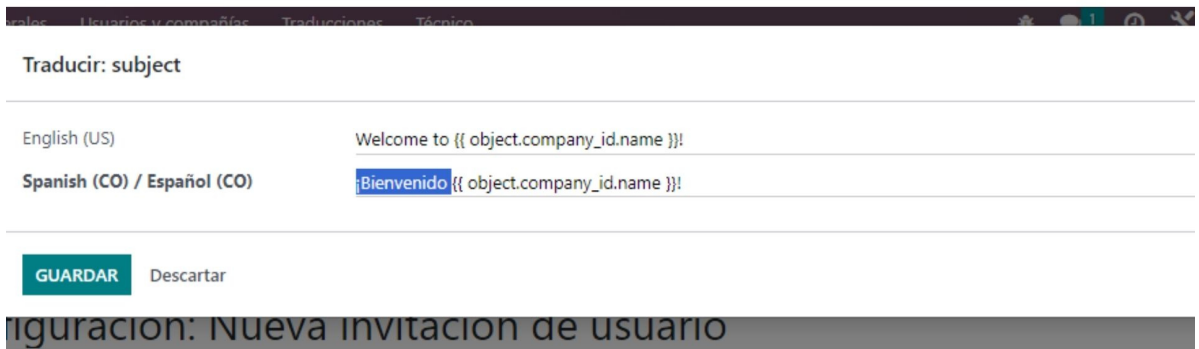 Usuarios y compañías Traducciones Técnico 1
Traducir: subject
English (US) Welcome to {{ object.company_id.name }}!
Spanish (CO) / Español (CO) ¡Bienvenido {{ object.company_id.name }}!
GUARDAR Descartar
figuración: Nueva invitación de usuario